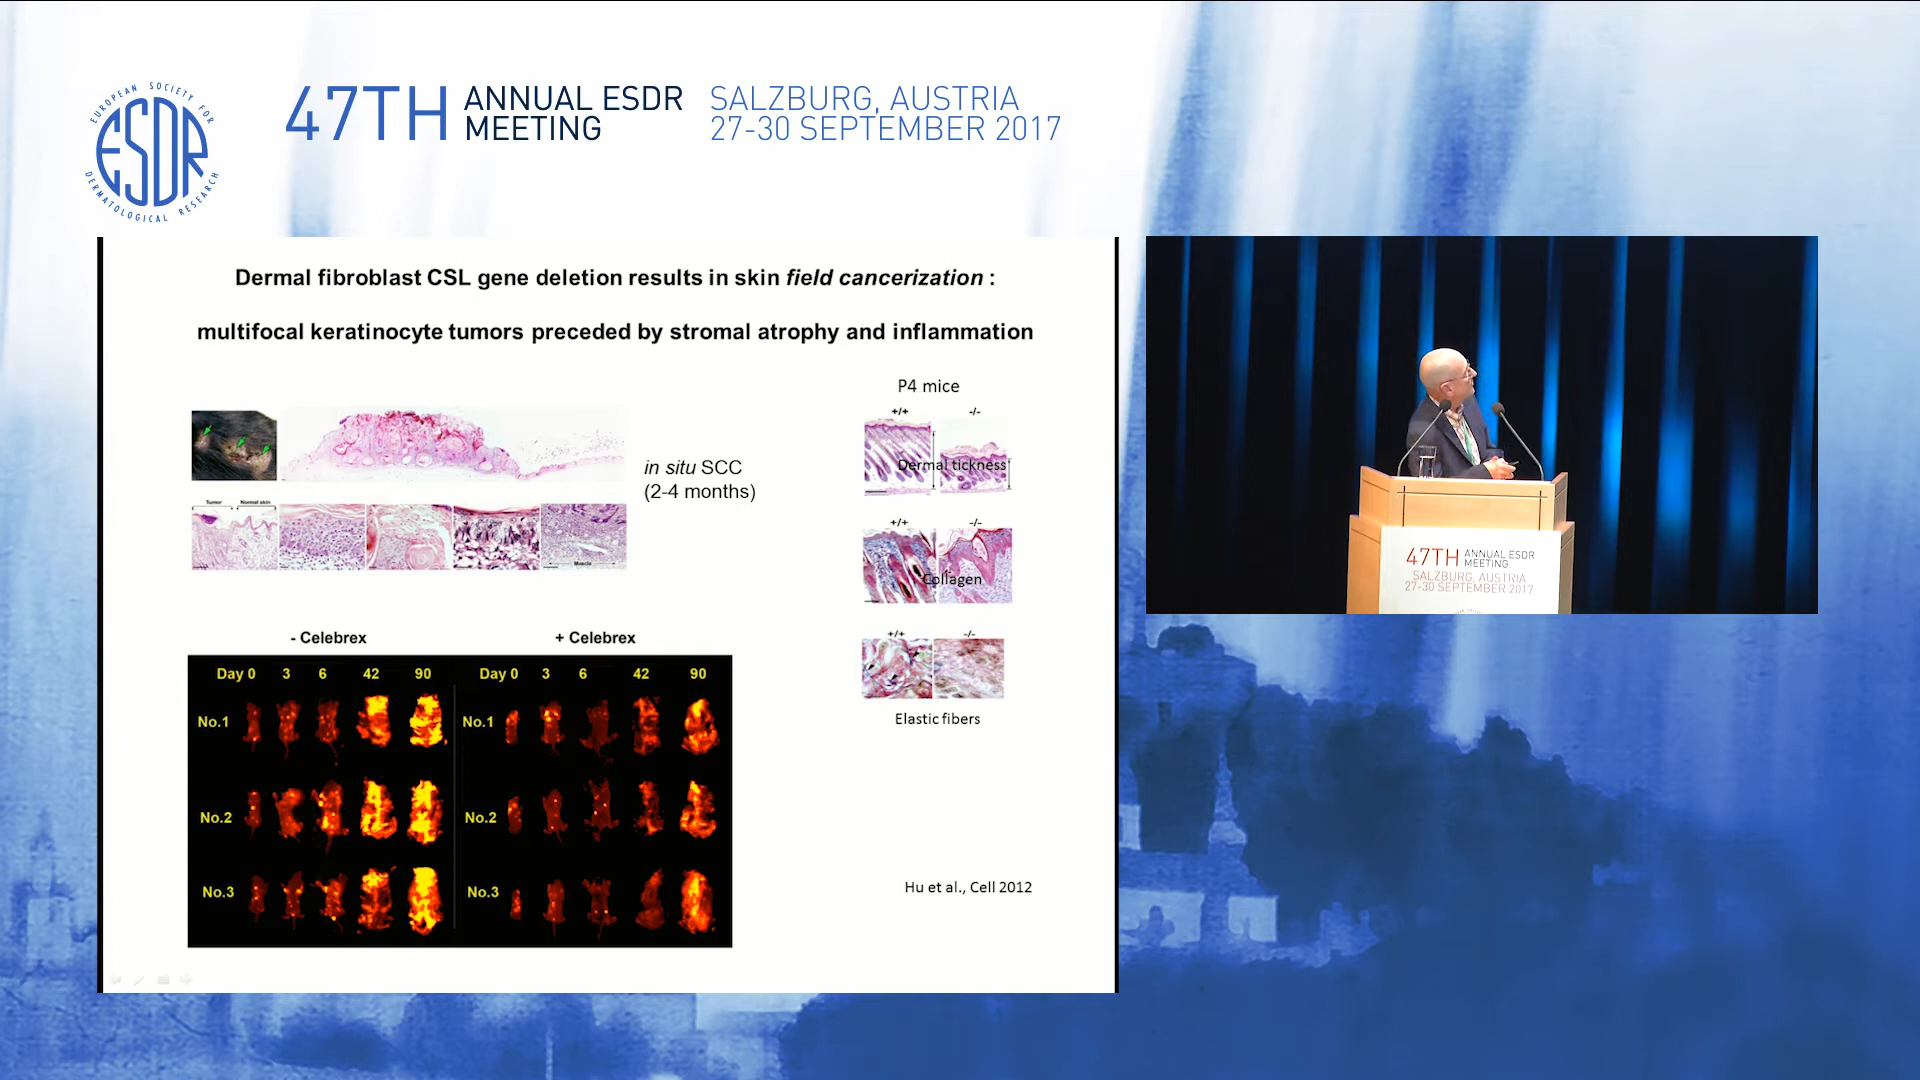 EUROPEAN SOCIETY FOR
ESDR
DERMATOLOGICAL RESEARCH
47TH ANNUAL ESDR MEETING
SALZBURG, AUSTRIA
27-30 SEPTEMBER 2017
Dermal fibroblast CSL gene deletion results in skin field cancerization :
multifocal keratinocyte tumors preceded by stromal atrophy and inflammation
in situ SCC
(2-4 months)
Tumor Normal skin
Muscle
P4 mice
+/+ -/-
Dermal tickness
+/+ -/-
Collagen
+/+ -/-
Elastic fibers
- Celebrex + Celebrex
Day 0 3 6 42 90 Day 0 3 6 42 90
No.1 No.1
No.2 No.2
No.3 No.3
Hu et al., Cell 2012
47TH ANNUAL ESDR MEETING
SALZBURG, AUSTRIA
27-30 SEPTEMBER 2017